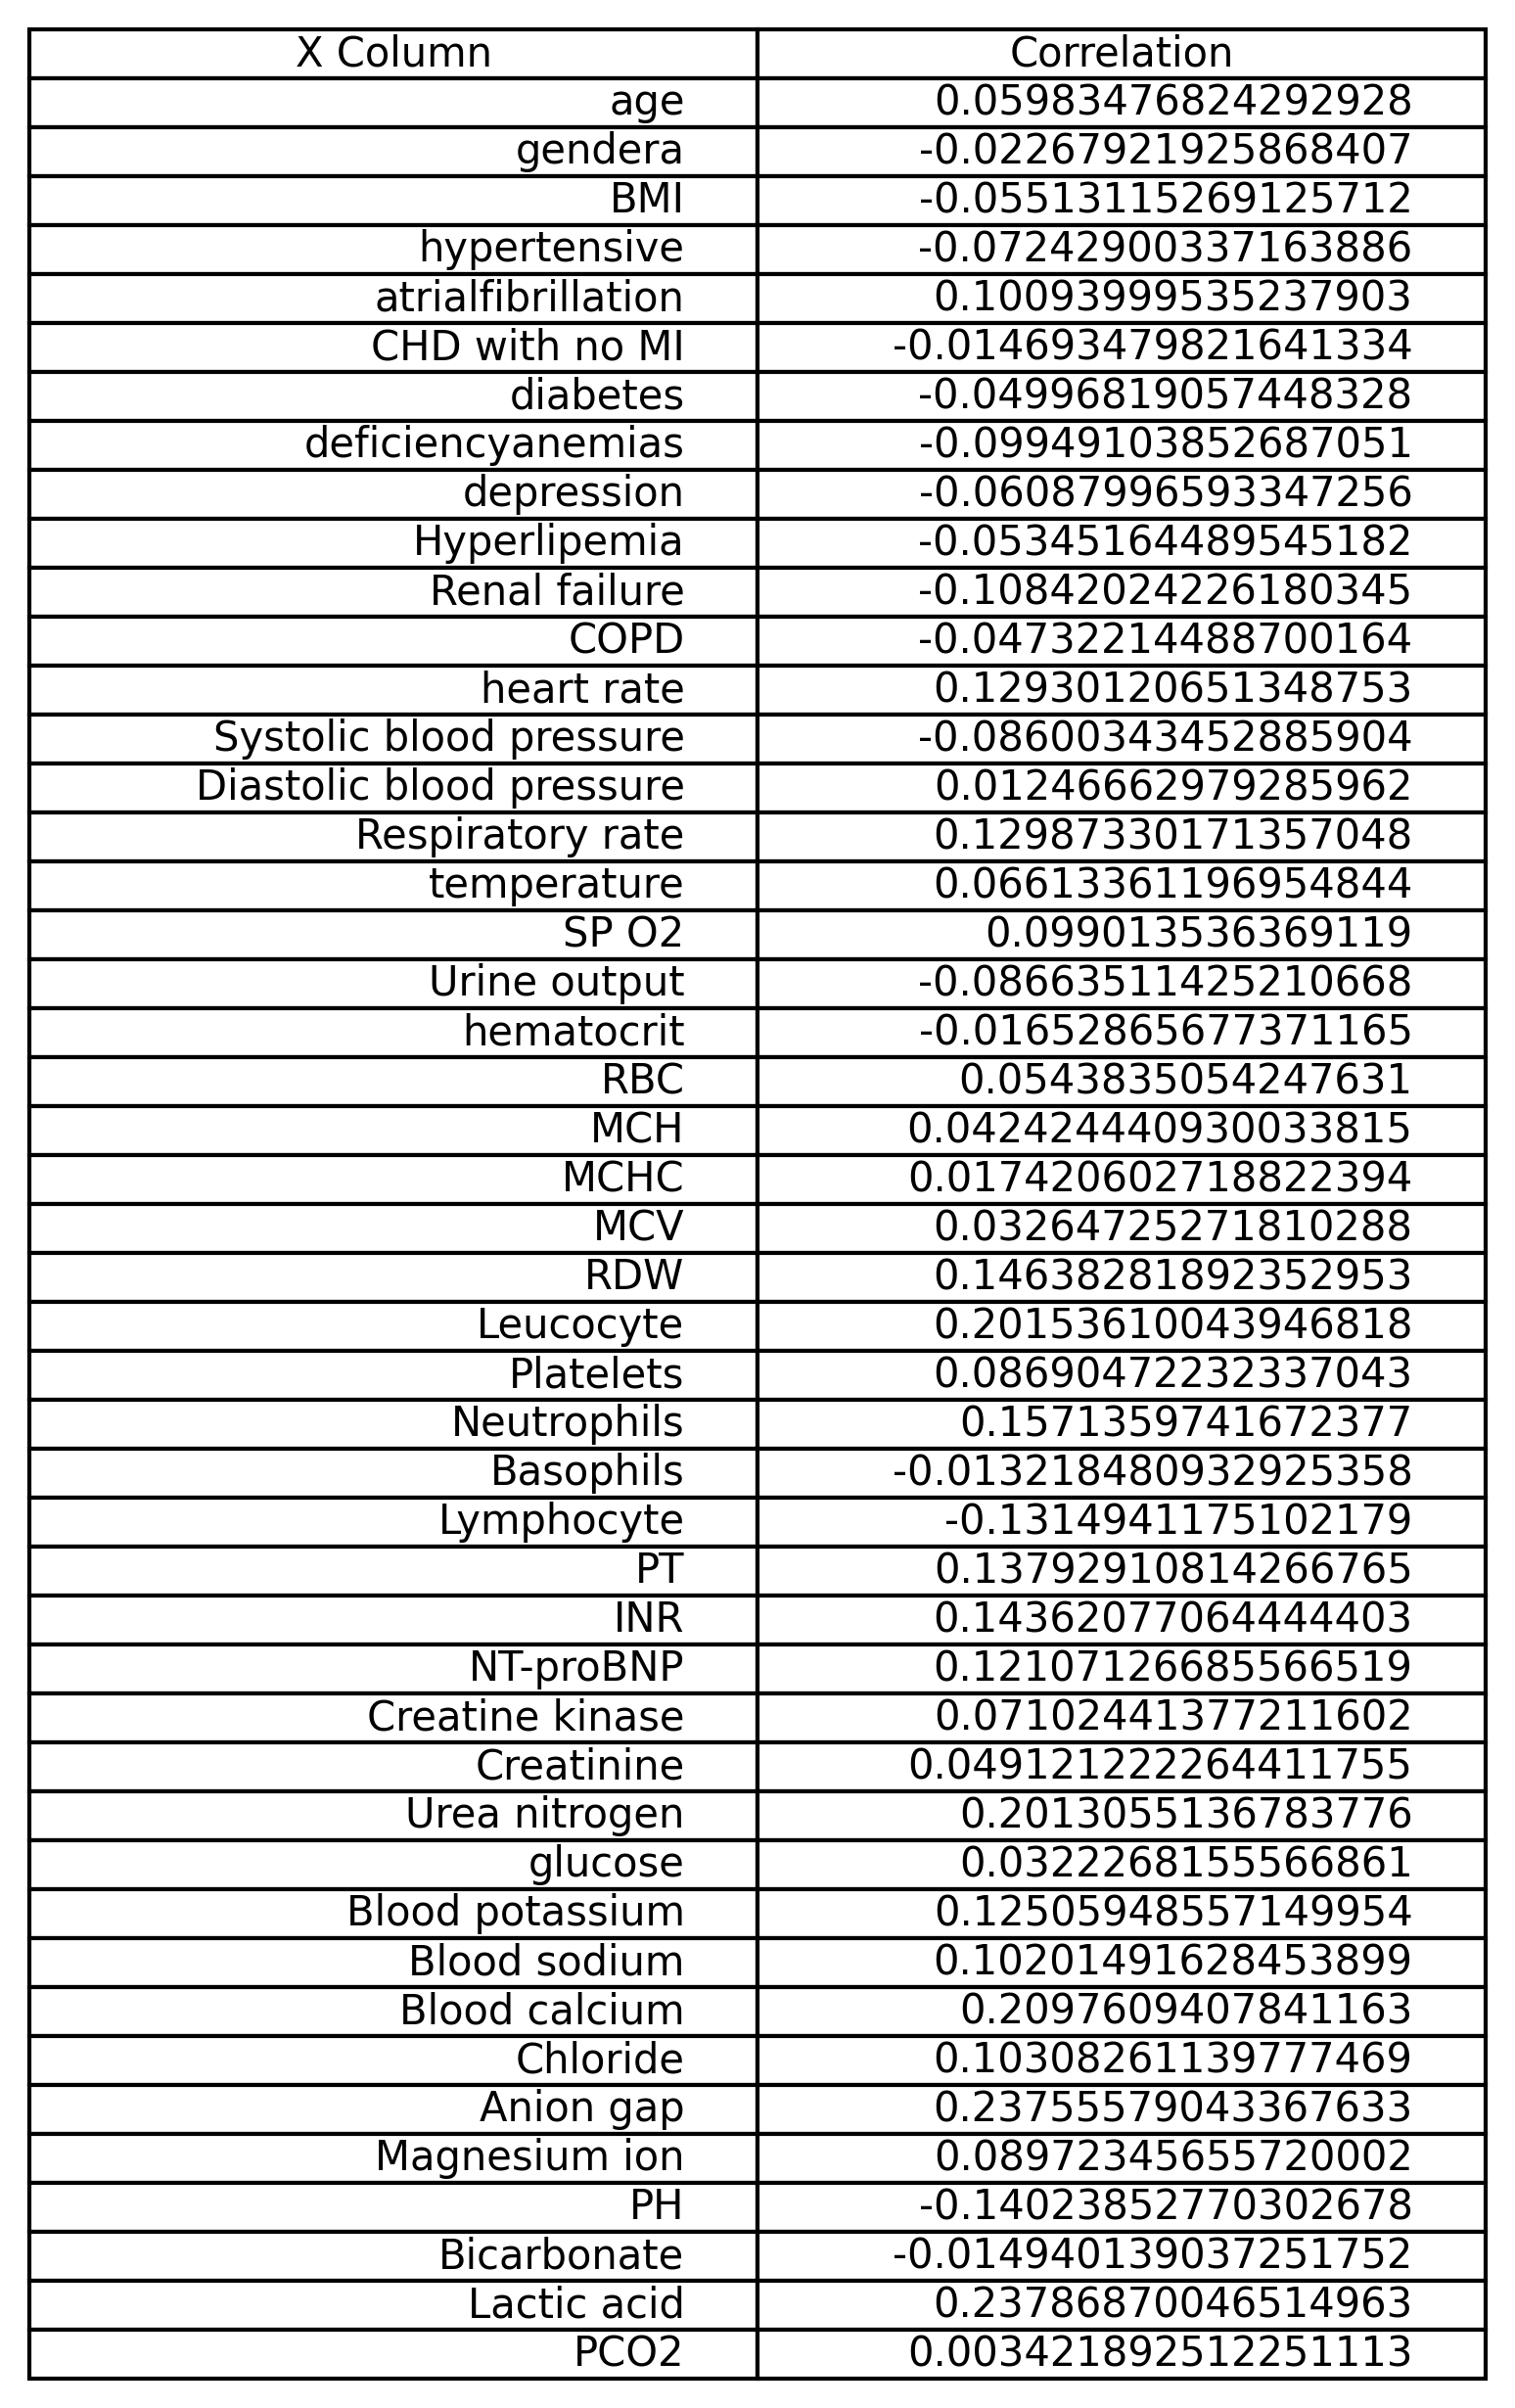 X Column Correlation
age 0.05983476824292928
gendera -0.02267921925868407
BMI -0.05513115269125712
hypertensive -0.07242900337163886
atrialfibrillation 0.10093999535237903
CHD with no MI -0.014693479821641334
diabetes -0.04996819057448328
deficiencyanemias -0.09949103852687051
depression -0.06087996593347256
Hyperlipemia -0.05345164489545182
Renal failure -0.10842024226180345
COPD -0.04732214488700164
heart rate 0.12930120651348753
Systolic blood pressure -0.08600343452885904
Diastolic blood pressure 0.01246662979285962
Respiratory rate 0.12987330171357048
temperature 0.06613361196954844
SP O2 0.099013536369119
Urine output -0.08663511425210668
hematocrit -0.01652865677371165
RBC 0.0543835054247631
MCH 0.042424440930033815
MCHC 0.017420602718822394
MCV 0.03264725271810288
RDW 0.14638281892352953
Leucocyte 0.20153610043946818
Platelets 0.08690472232337043
Neutrophils 0.1571359741672377
Basophils -0.013218480932925358
Lymphocyte -0.1314941175102179
PT 0.13792910814266765
INR 0.14362077064444403
NT-proBNP 0.12107126685566519
Creatine kinase 0.07102441377211602
Creatinine 0.049121222264411755
Urea nitrogen 0.2013055136783776
glucose 0.0322268155566861
Blood potassium 0.12505948557149954
Blood sodium 0.10201491628453899
Blood calcium 0.2097609407841163
Chloride 0.10308261139777469
Anion gap 0.23755579043367633
Magnesium ion 0.08972345655720002
PH -0.14023852770302678
Bicarbonate -0.014940139037251752
Lactic acid 0.23786870046514963
PCO2 0.0034218925122​51113